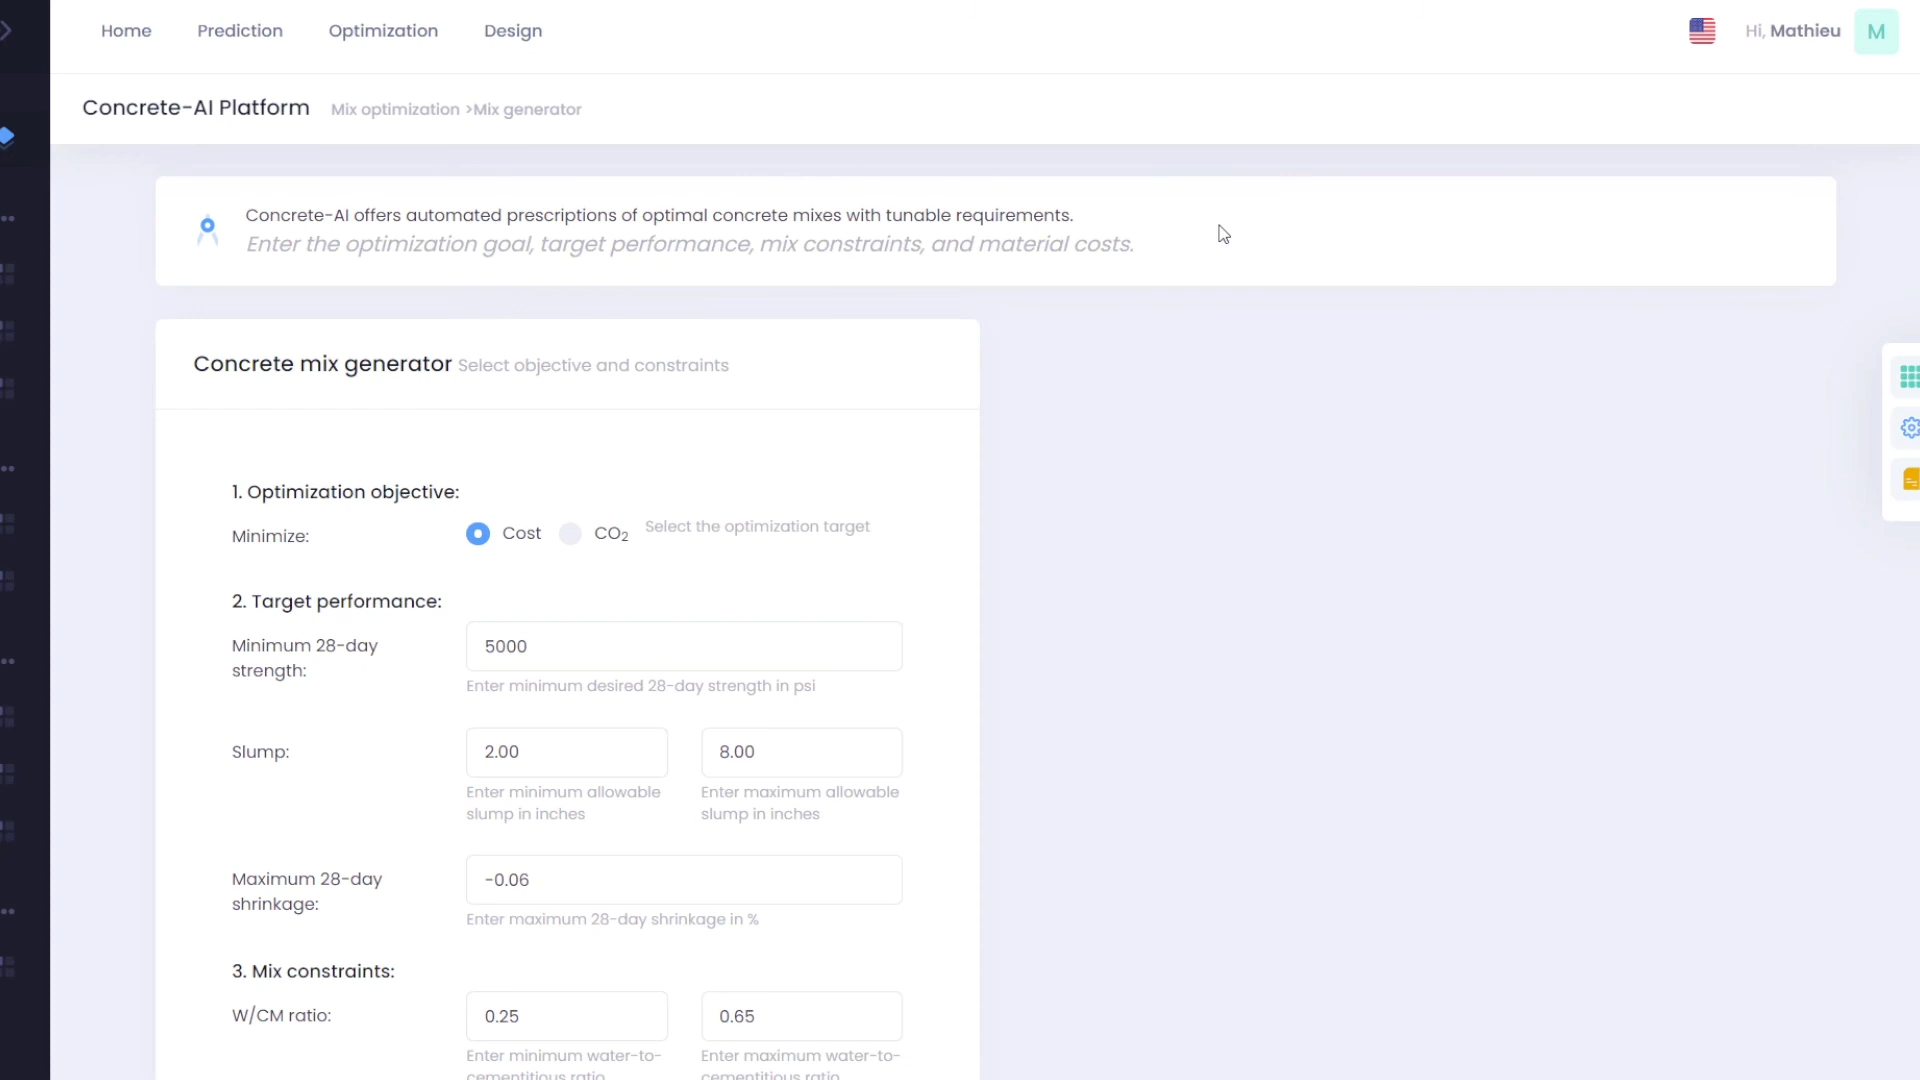 Home Prediction Optimization Design
Hi, Mathieu M
Concrete-AI Platform Mix optimization >Mix generator
Concrete-AI offers automated prescriptions of optimal concrete mixes with tunable requirements.
Enter the optimization goal, target performance, mix constraints, and material costs.
Concrete mix generator Select objective and constraints
1. Optimization objective:
Minimize: Cost CO₂ Select the optimization target
2. Target performance:
Minimum 28-day
strength:
5000
Enter minimum desired 28-day strength in psi
Slump: 2.00 8.00
Enter minimum allowable
slump in inches
Enter maximum allowable
slump in inches
Maximum 28-day
shrinkage:
-0.06
Enter maximum 28-day shrinkage in %
3. Mix constraints:
W/CM ratio: 0.25 0.65
Enter minimum water-to-
cementitious ratio
Enter maximum water-to-
cementitious ratio